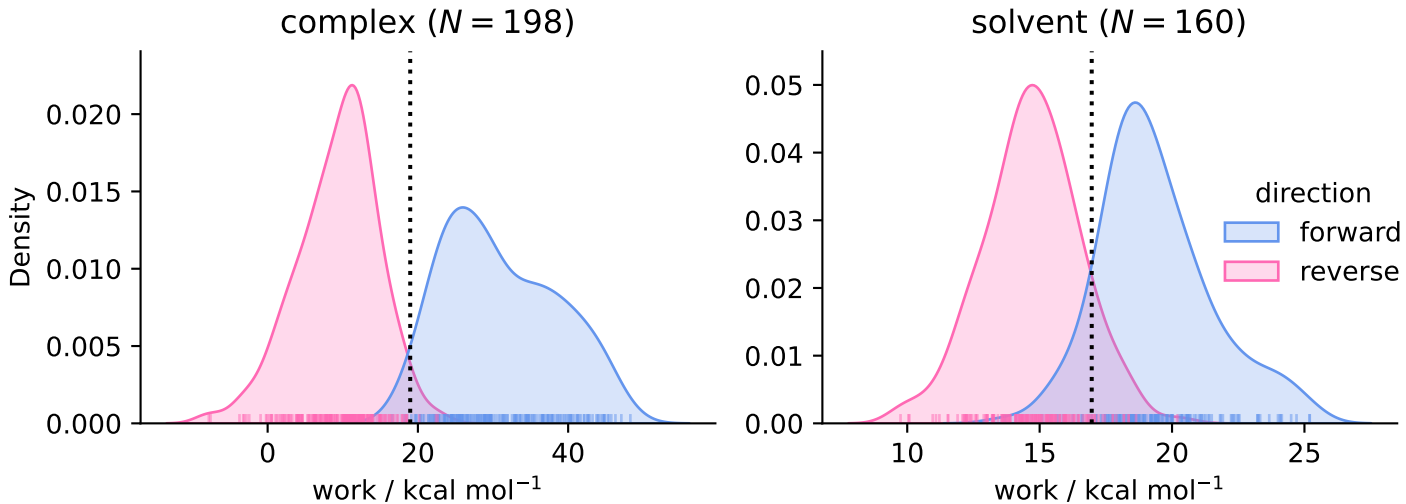 complex (N = 198)
0.020
0.015
0.010
0.005
0.000
Density
0
20
40
work / kcal mol⁻¹
solvent (N = 160)
0.05
0.04
0.03
0.02
0.01
0.00
10
15
20
25
work / kcal mol⁻¹
direction
forward
reverse